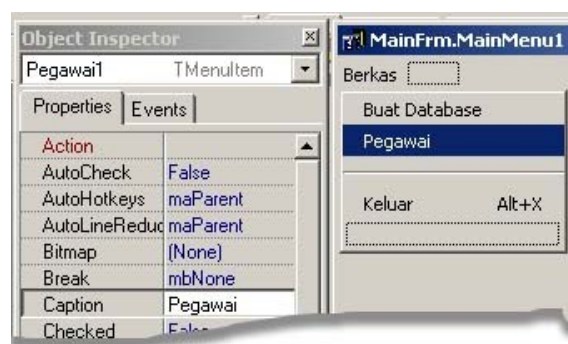 Object Inspector
Pegawai1 TMenuItem
Properties Events
Action
AutoCheck False
AutoHotkeys maParent
AutoLineReduc maParent
Bitmap (None)
Break mbNone
Caption Pegawai
Checked False
MainFrm.MainMenu1
Berkas
Buat Database
Pegawai
Keluar Alt+X